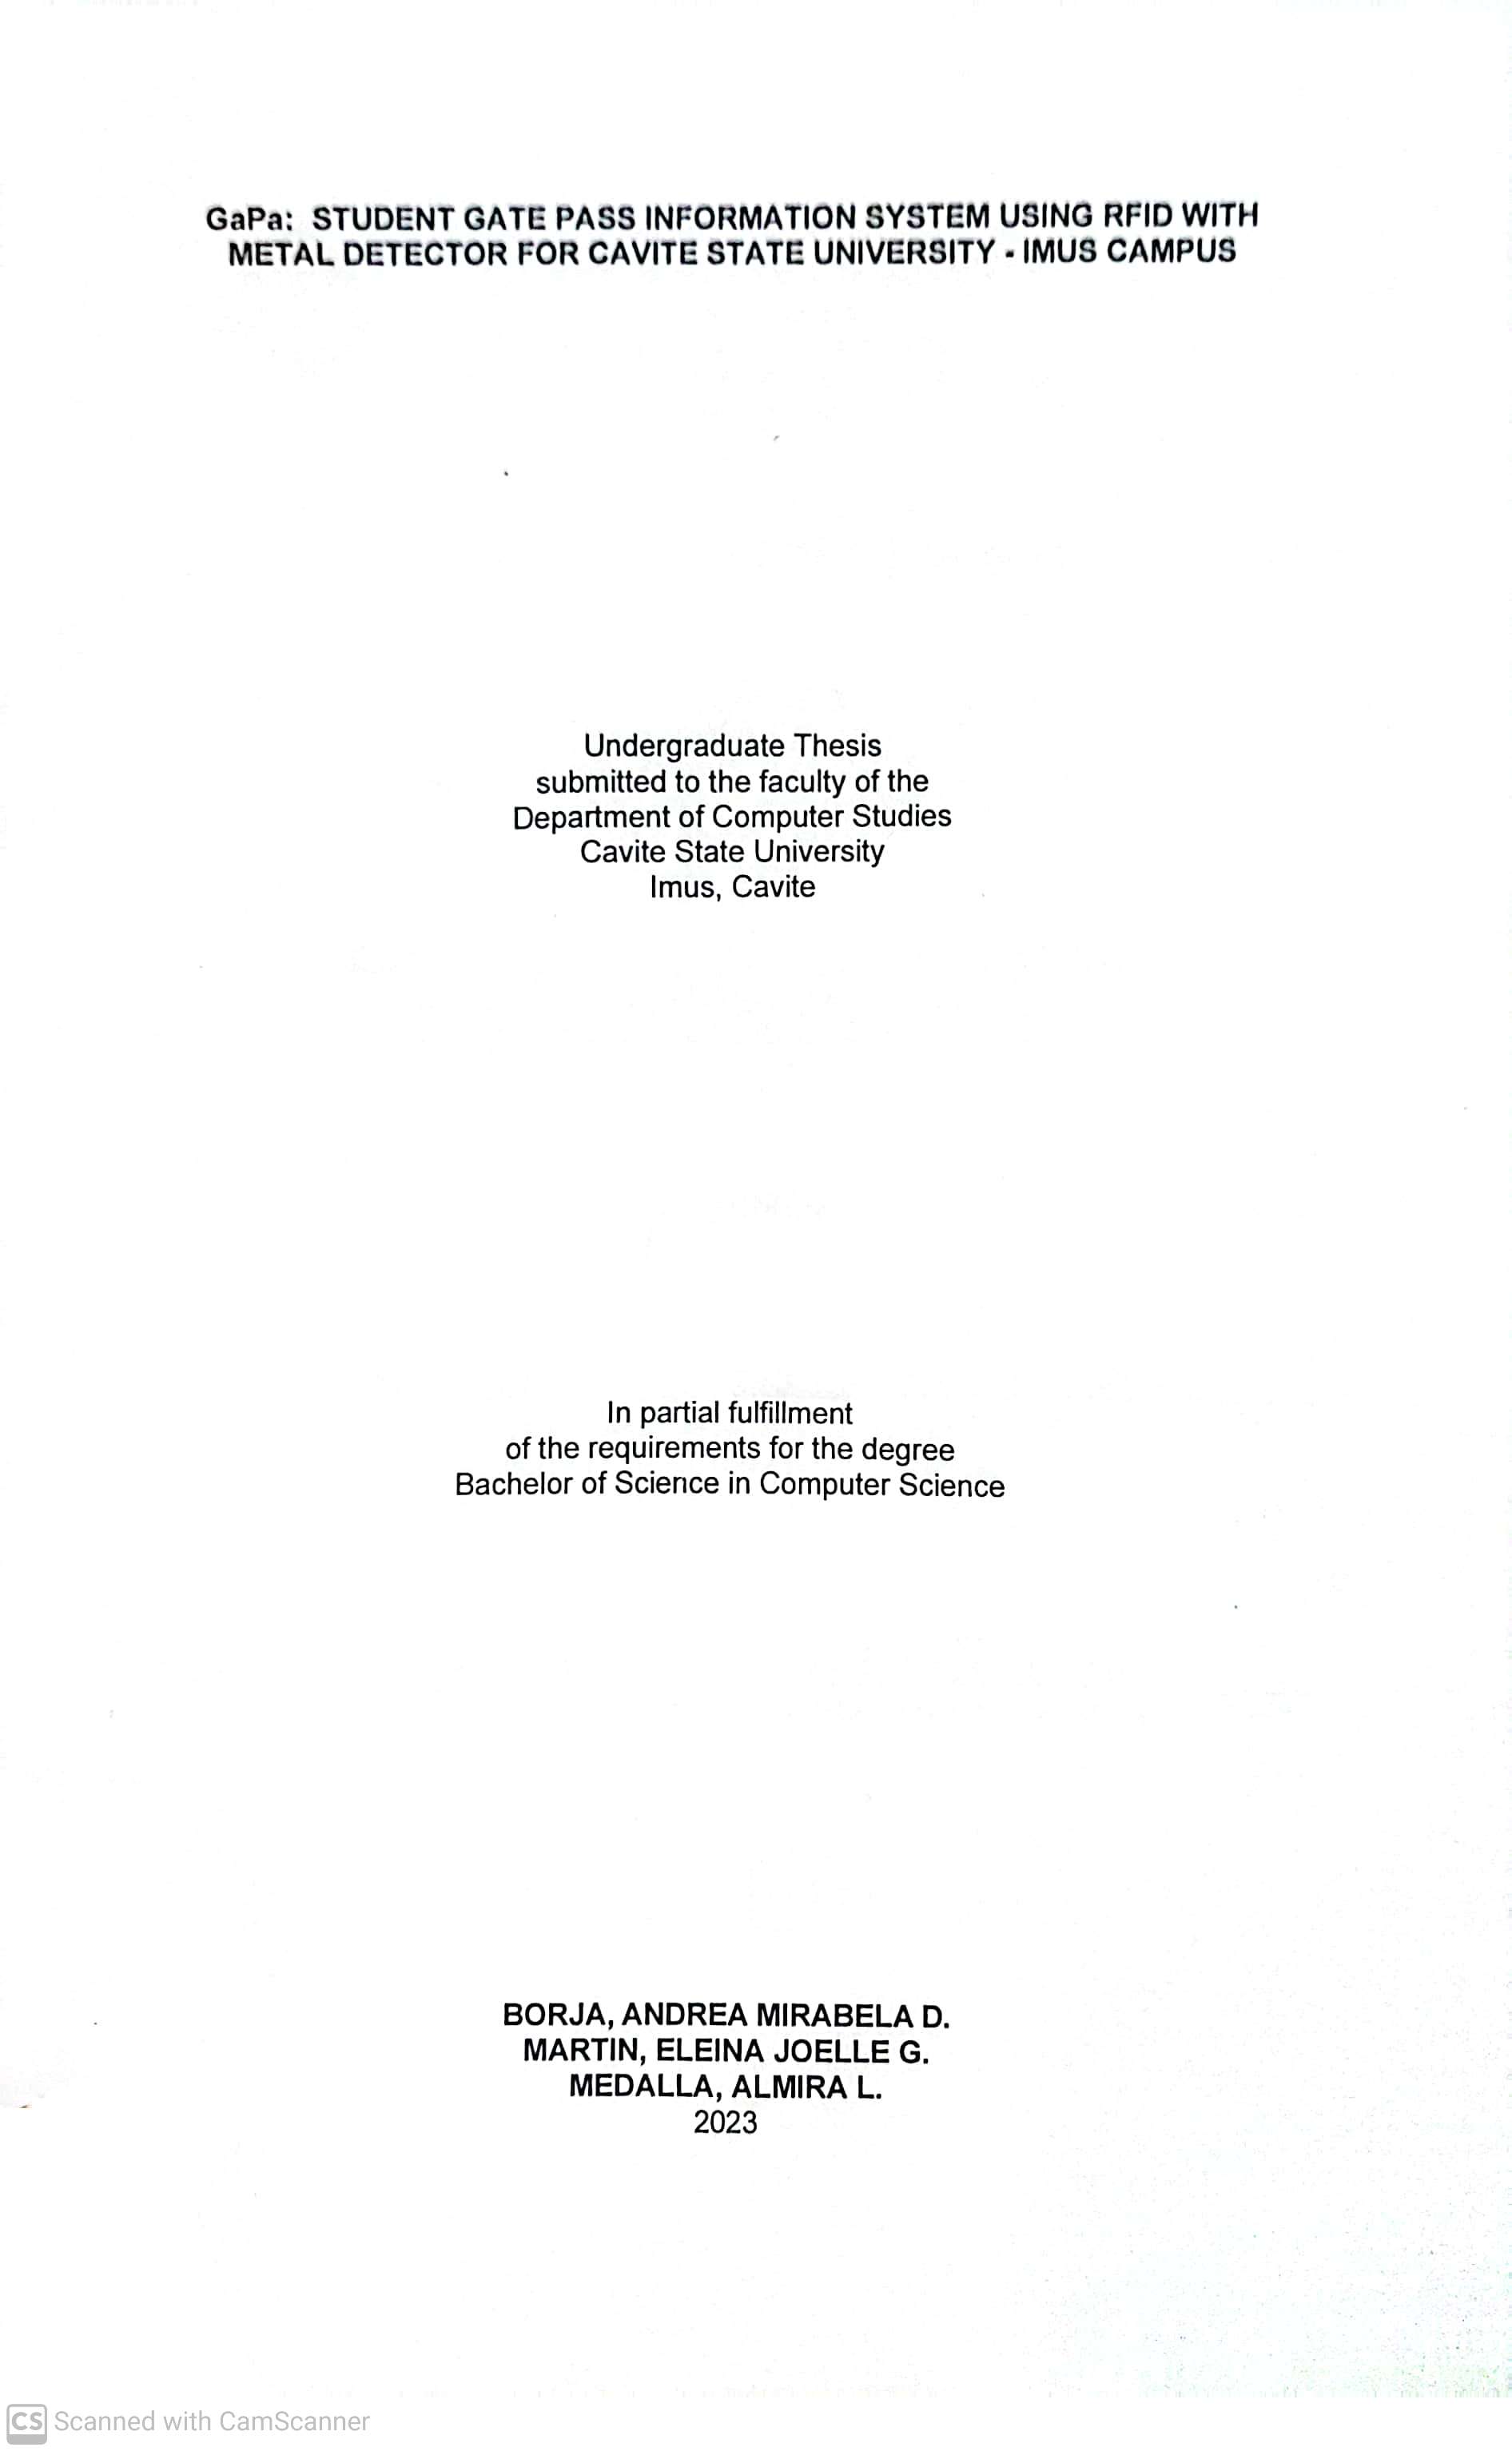 GaPa: STUDENT GATE PASS INFORMATION SYSTEM USING RFID WITH
METAL DETECTOR FOR CAVITE STATE UNIVERSITY - IMUS CAMPUS
Undergraduate Thesis
submitted to the faculty of the
Department of Computer Studies
Cavite State University
Imus, Cavite
In partial fulfillment
of the requirements for the degree
Bachelor of Science in Computer Science
BORJA, ANDREA MIRABELA D.
MARTIN, ELEINA JOELLE G.
MEDALLA, ALMIRA L.
2023
CS Scanned with CamScanner